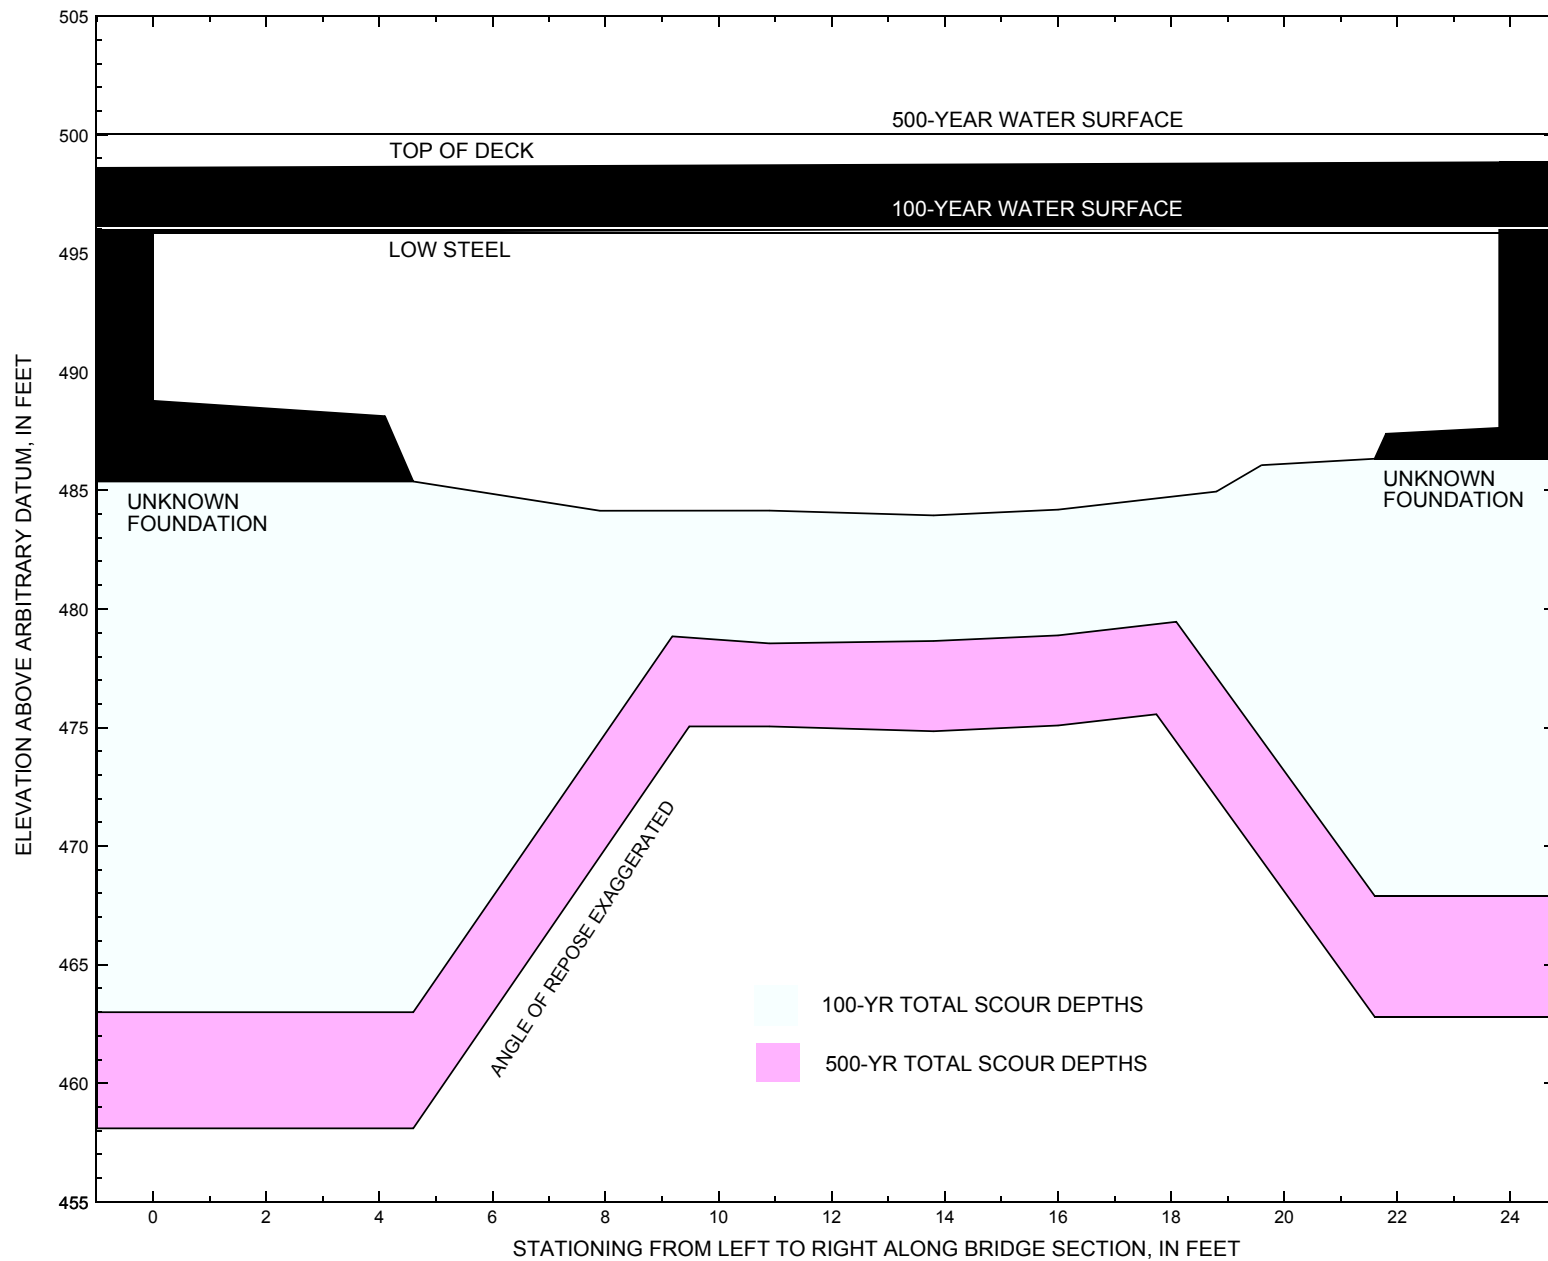 505
500
495
490
485
480
475
470
465
460
455
ELEVATION ABOVE ARBITRARY DATUM, IN FEET
500-YEAR WATER SURFACE
TOP OF DECK
100-YEAR WATER SURFACE
LOW STEEL
UNKNOWN
FOUNDATION
UNKNOWN
FOUNDATION
ANGLE OF REPOSE EXAGGERATED
100-YR TOTAL SCOUR DEPTHS
500-YR TOTAL SCOUR DEPTHS
0 2 4 6 8 10 12 14 16 18 20 22 24
STATIONING FROM LEFT TO RIGHT ALONG BRIDGE SECTION, IN FEET